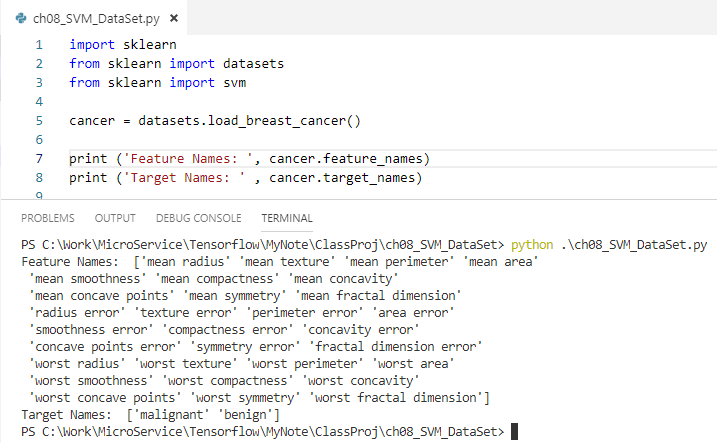 ch08_SVM_DataSet.py ×
1 import sklearn
2 from sklearn import datasets
3 from sklearn import svm
4
5 cancer = datasets.load_breast_cancer()
6
7 print ('Feature Names: ', cancer.feature_names)
8 print ('Target Names: ' , cancer.target_names)
9
PROBLEMS OUTPUT DEBUG CONSOLE TERMINAL
PS C:\Work\MicroService\Tensorflow\MyNote\ClassProj\ch08_SVM_DataSet> python .\ch08_SVM_DataSet.py
Feature Names:  ['mean radius' 'mean texture' 'mean perimeter' 'mean area'
 'mean smoothness' 'mean compactness' 'mean concavity'
 'mean concave points' 'mean symmetry' 'mean fractal dimension'
 'radius error' 'texture error' 'perimeter error' 'area error'
 'smoothness error' 'compactness error' 'concavity error'
 'concave points error' 'symmetry error' 'fractal dimension error'
 'worst radius' 'worst texture' 'worst perimeter' 'worst area'
 'worst smoothness' 'worst compactness' 'worst concavity'
 'worst concave points' 'worst symmetry' 'worst fractal dimension']
Target Names:  ['malignant' 'benign']
PS C:\Work\MicroService\Tensorflow\MyNote\ClassProj\ch08_SVM_DataSet>